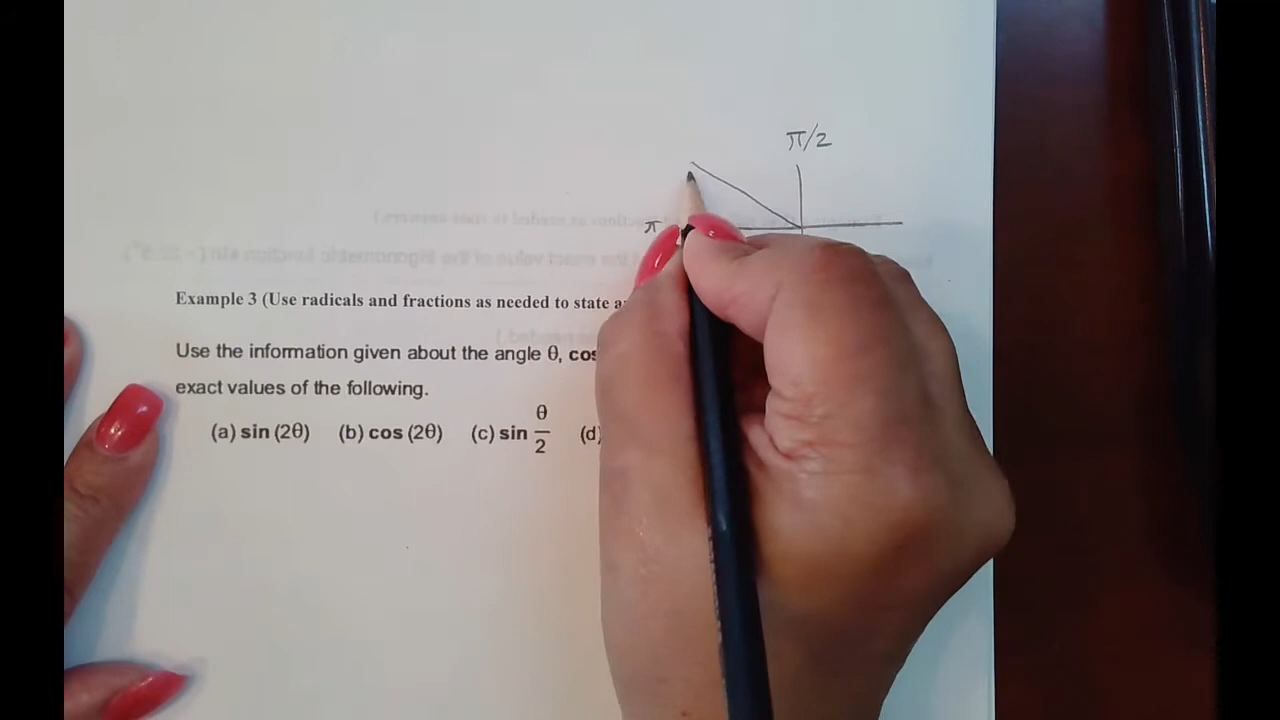 π/2
π
Example 3 (Use radicals and fractions as needed to state
Use the information given about the angle θ, cos
exact values of the following.
(a) sin (2θ) (b) cos (2θ) (c) sin θ/2 (d)